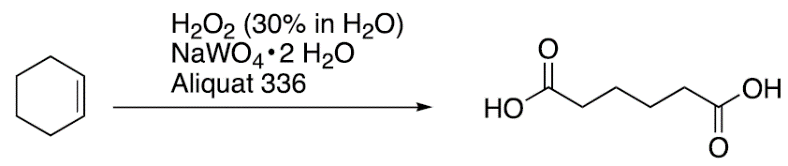 H₂O₂ (30% in H₂O)
NaWO₄•2 H₂O
Aliquat 336
O
HO
OH
O